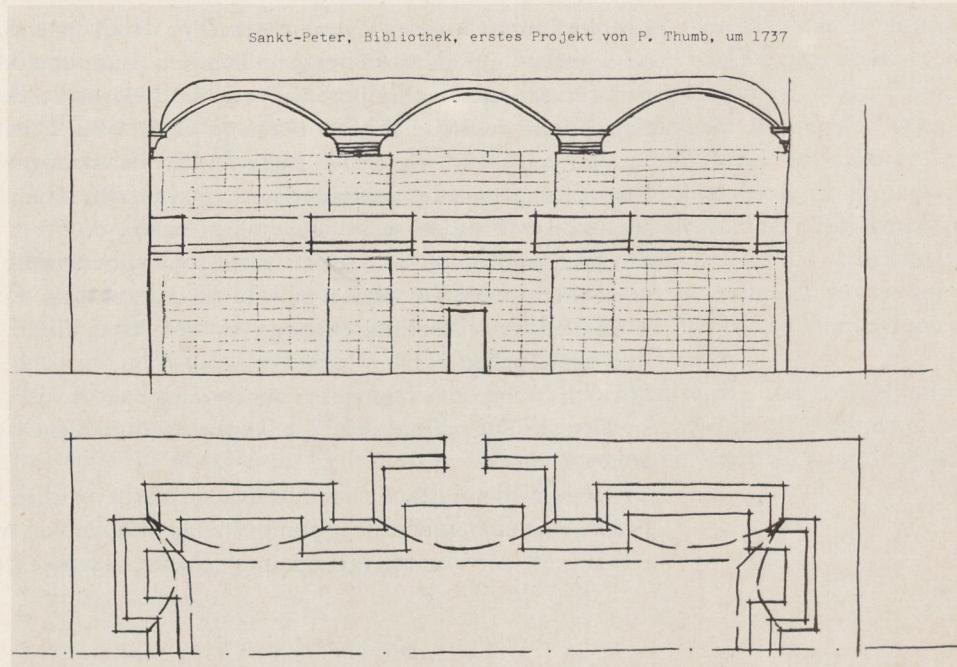 Sankt-Peter, Bibliothek, erstes Projekt von P. Thumb, um 1737